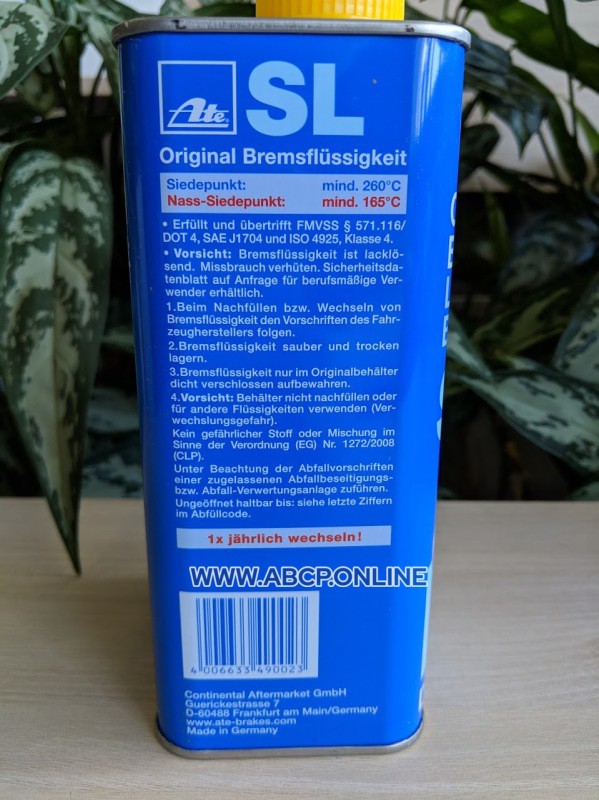 Ate
SL
Original Bremsflüssigkeit
Siedepunkt: mind. 260°C
Nass-Siedepunkt: mind. 165°C
• Erfüllt und übertrifft FMVSS § 571.116/
DOT 4, SAE J1704 und ISO 4925, Klasse 4.
• Vorsicht: Bremsflüssigkeit ist lacklö-
send. Missbrauch verhüten. Sicherheitsda-
tenblatt auf Anfrage für berufsmäßige Ver-
wender erhältlich.
1.Beim Nachfüllen bzw. Wechseln von
Bremsflüssigkeit den Vorschriften des Fahr-
zeugherstellers folgen.
2.Bremsflüssigkeit sauber und trocken
lagern.
3.Bremsflüssigkeit nur im Originalbehälter
dicht verschlossen aufbewahren.
4.Vorsicht: Behälter nicht nachfüllen oder
für andere Flüssigkeiten verwenden (Ver-
wechslungsgefahr).
Kein gefährlicher Stoff oder Mischung im
Sinne der Verordnung (EG) Nr. 1272/2008
(CLP).
Unter Beachtung der Abfallvorschriften
einer zugelassenen Abfallbeseitigungs-
bzw. Abfall-Verwertungsanlage zuführen.
Ungeöffnet haltbar bis: siehe letzte Ziffern
im Abfüllcode.
1x jährlich wechseln!
WWW.ABCP.ONLINE
4 006633 490023
Continental Aftermarket GmbH
Guerickestrasse 7
D-60488 Frankfurt am Main/Germany
www.ate-brakes.com
Made in Germany